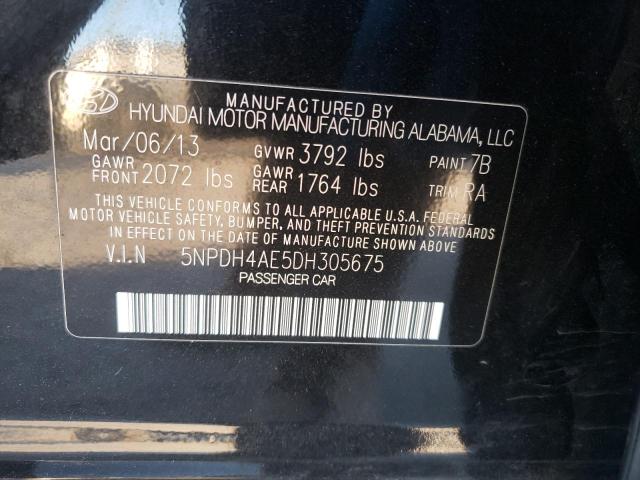 MANUFACTURED BY
HYUNDAI MOTOR MANUFACTURING ALABAMA, LLC
Mar/06/13 GVWR 3792 lbs PAINT 7B
GAWR FRONT 2072 lbs GAWR REAR 1764 lbs TRIM RA
THIS VEHICLE CONFORMS TO ALL APPLICABLE U.S.A. FEDERAL
MOTOR VEHICLE SAFETY, BUMPER, AND THEFT PREVENTION STANDARDS
IN EFFECT ON THE DATE OF MANUFACTURE SHOWN ABOVE.
V.I.N 5NPDH4AE5DH305675
PASSENGER CAR